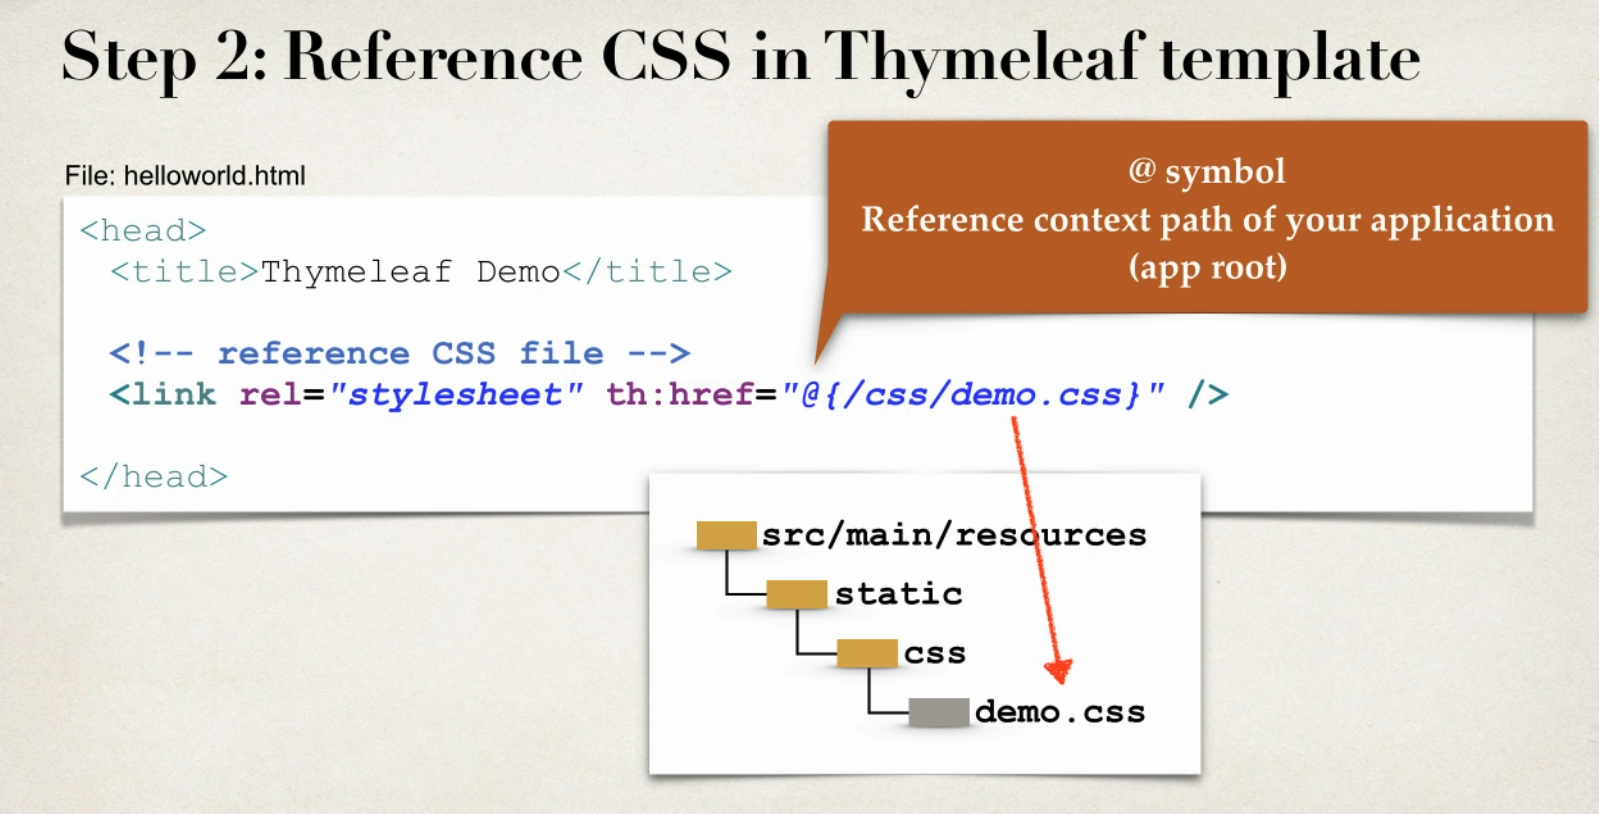 Step 2: Reference CSS in Thymeleaf template
File: helloworld.html
@ symbol
Reference context path of your application
(app root)
<head>
<title>Thymeleaf Demo</title>
<!-- reference CSS file -->
<link rel="stylesheet" th:href="@{/css/demo.css}" />
</head>
src/main/resources
static
css
demo.css